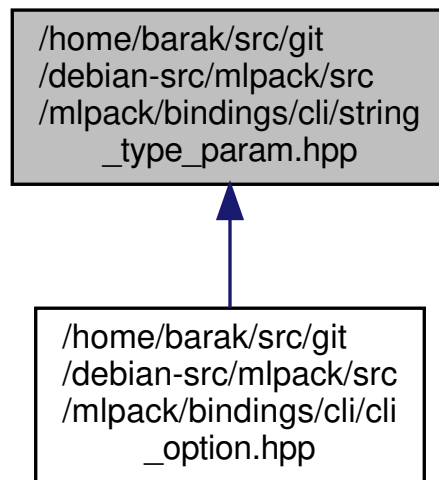 /home/barak/src/git
/debian-src/mlpack/src
/mlpack/bindings/cli/string
_type_param.hpp
/home/barak/src/git
/debian-src/mlpack/src
/mlpack/bindings/cli/cli
_option.hpp